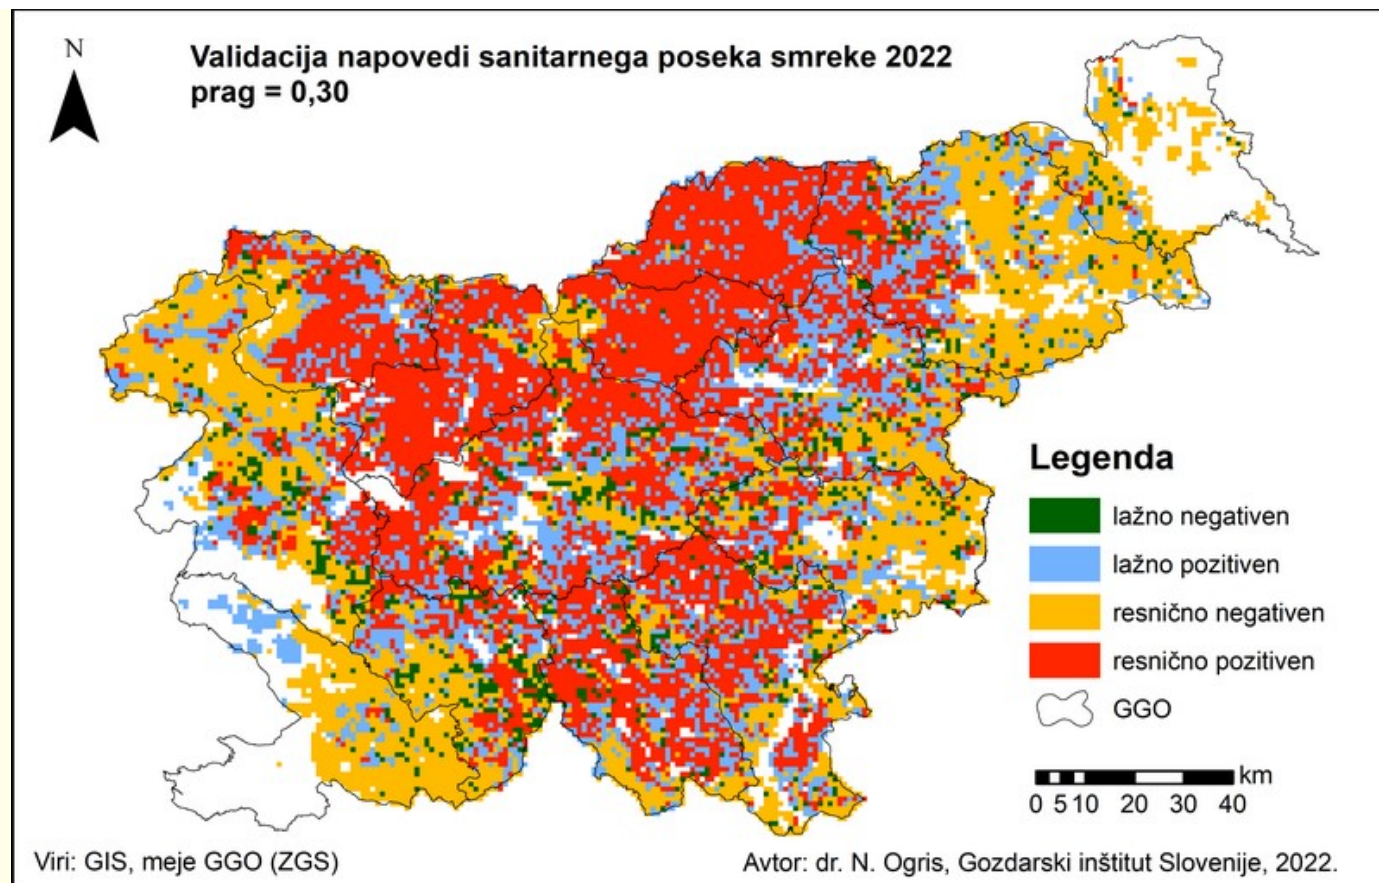 N
Validacija napovedi sanitarnega poseka smreke 2022
prag = 0,30
Legenda
lažno negativen
lažno pozitiven
resnično negativen
resnično pozitiven
GGO
km
0 5 10 20 30 40
Viri: GIS, meje GGO (ZGS)
Avtor: dr. N. Ogris, Gozdarski inštitut Slovenije, 2022.